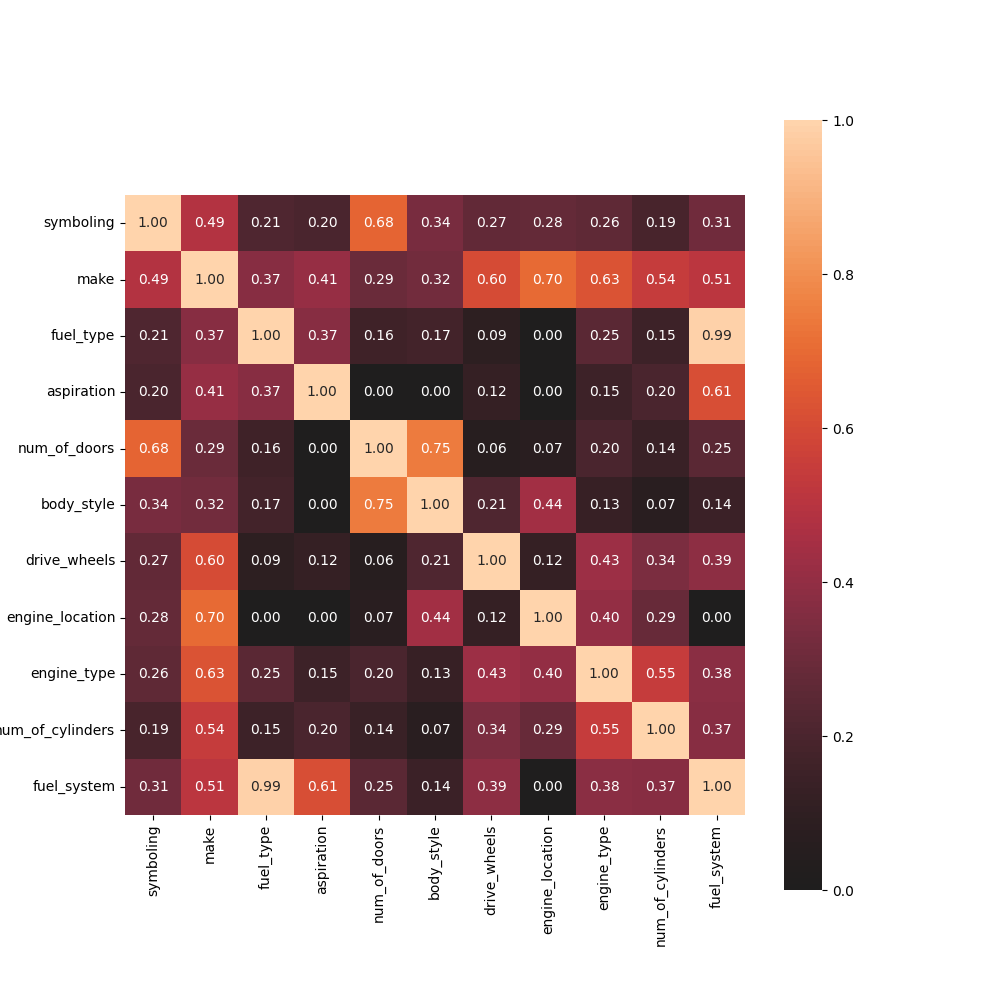 1.0
symboling 1.00 0.49 0.21 0.20 0.68 0.34 0.27 0.28 0.26 0.19 0.31
make 0.49 1.00 0.37 0.41 0.29 0.32 0.60 0.70 0.63 0.54 0.51
0.8
fuel_type 0.21 0.37 1.00 0.37 0.16 0.17 0.09 0.00 0.25 0.15 0.99
aspiration 0.20 0.41 0.37 1.00 0.00 0.00 0.12 0.00 0.15 0.20 0.61
0.6
num_of_doors 0.68 0.29 0.16 0.00 1.00 0.75 0.06 0.07 0.20 0.14 0.25
body_style 0.34 0.32 0.17 0.00 0.75 1.00 0.21 0.44 0.13 0.07 0.14
drive_wheels 0.27 0.60 0.09 0.12 0.06 0.21 1.00 0.12 0.43 0.34 0.39
0.4
engine_location 0.28 0.70 0.00 0.00 0.07 0.44 0.12 1.00 0.40 0.29 0.00
engine_type 0.26 0.63 0.25 0.15 0.20 0.13 0.43 0.40 1.00 0.55 0.38
num_of_cylinders 0.19 0.54 0.15 0.20 0.14 0.07 0.34 0.29 0.55 1.00 0.37
0.2
fuel_system 0.31 0.51 0.99 0.61 0.25 0.14 0.39 0.00 0.38 0.37 1.00
0.0
symboling
make
fuel_type
aspiration
num_of_doors
body_style
drive_wheels
engine_location
engine_type
num_of_cylinders
fuel_system